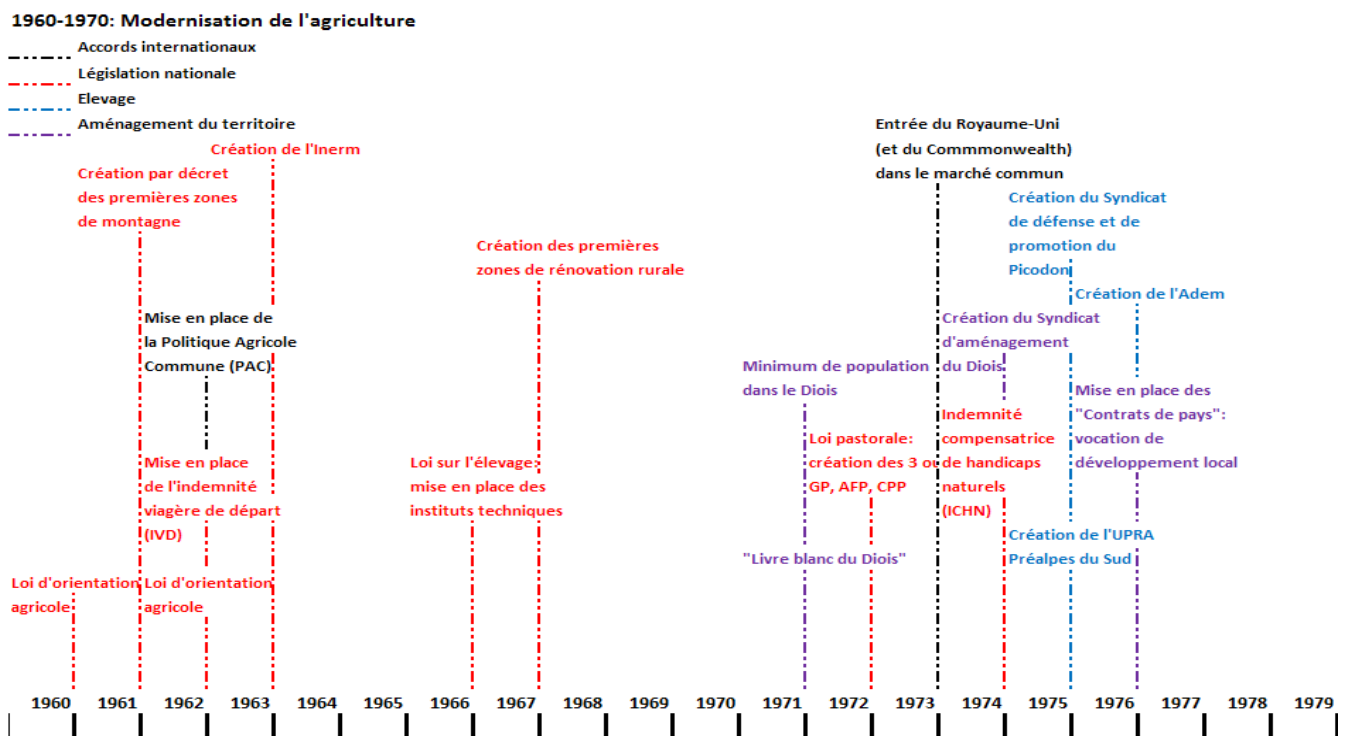 1960-1970: Modernisation de l'agriculture
Accords internationaux
Législation nationale
Elevage
Aménagement du territoire
Création de l'Inerm
Création par décret
des premières zones
de montagne
Mise en place de
la Politique Agricole
Commune (PAC)
Mise en place
de l'indemnité
viagère de départ
(IVD)
Loi d'orientation
agricole
Loi d'orientation
agricole
Création des premières
zones de rénovation rurale
Loi sur l'élevage:
mise en place des
instituts techniques
Entrée du Royaume-Uni
(et du Commmonwealth)
dans le marché commun
Création du Syndicat
de défense et de
promotion du
Picodon
Création de l'Adem
Création du Syndicat
d'aménagement
du Diois
Minimum de population
dans le Diois
Mise en place des
"Contrats de pays":
vocation de
développement local
Loi pastorale:
création des 3 ou
GP, AFP, CPP
Indemnité
compensatrice
de handicaps
naturels
(ICHN)
Création de l'UPRA
Préalpes du Sud
"Livre blanc du Diois"
1960 1961 1962 1963 1964 1965 1966 1967 1968 1969 1970 1971 1972 1973 1974 1975 1976 1977 1978 1979